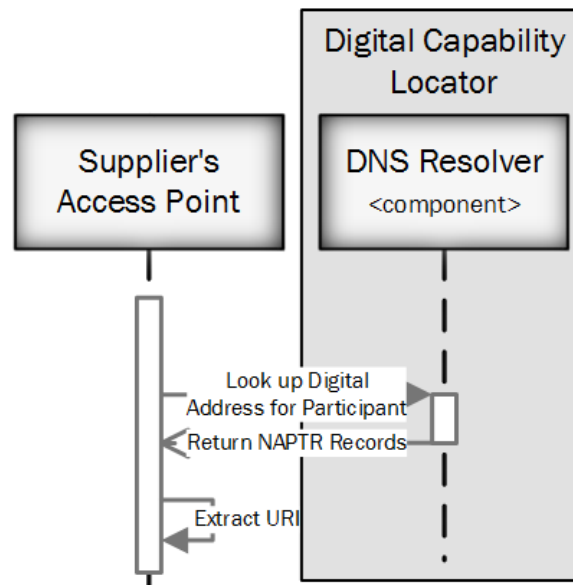 Digital Capability
Locator
Supplier's
Access Point
DNS Resolver
<component>
Look up Digital
Address for Participant
Return NAPTR Records
Extract URI